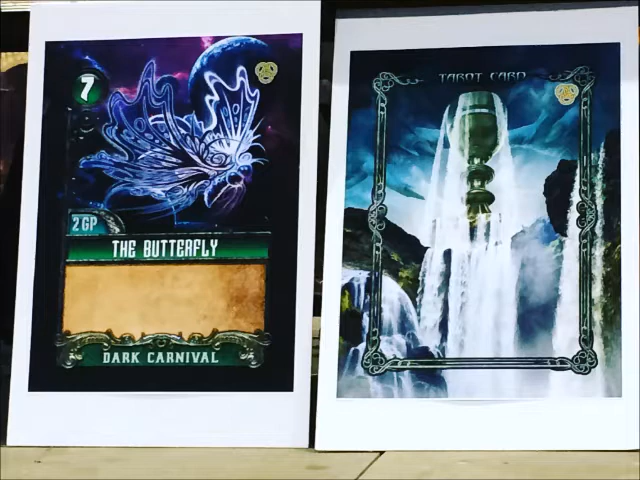 7
2 GP
THE BUTTERFLY
DARK CARNIVAL
TAROT CARD